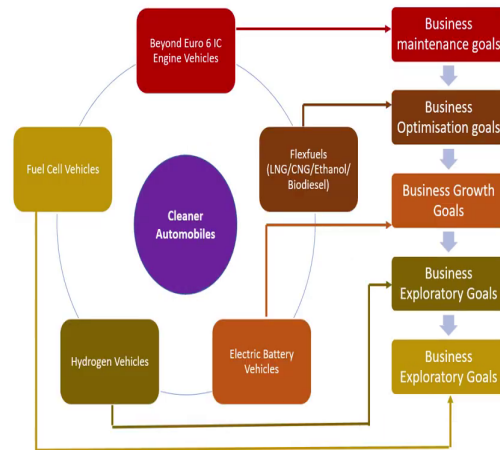 Beyond Euro 6 IC
Engine Vehicles
Business
maintenance goals
Business
Optimisation goals
Flexfuels
(LNG/CNG/Ethanol/
Biodiesel)
Fuel Cell Vehicles
Cleaner
Automobiles
Business Growth
Goals
Business
Exploratory Goals
Hydrogen Vehicles
Electric Battery
Vehicles
Business
Exploratory Goals